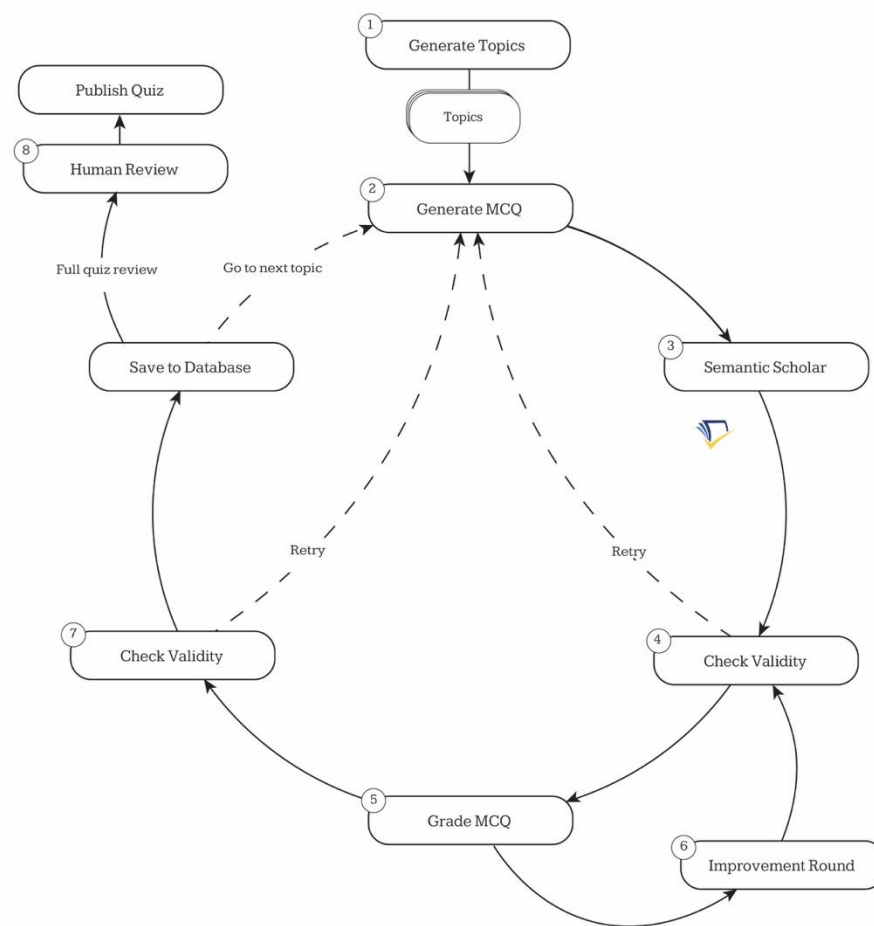 1
Generate Topics
Topics
Publish Quiz
8
Human Review
2
Generate MCQ
Full quiz review
Go to next topic
Save to Database
3
Semantic Scholar
Retry
Retry
7
Check Validity
4
Check Validity
5
Grade MCQ
6
Improvement Round